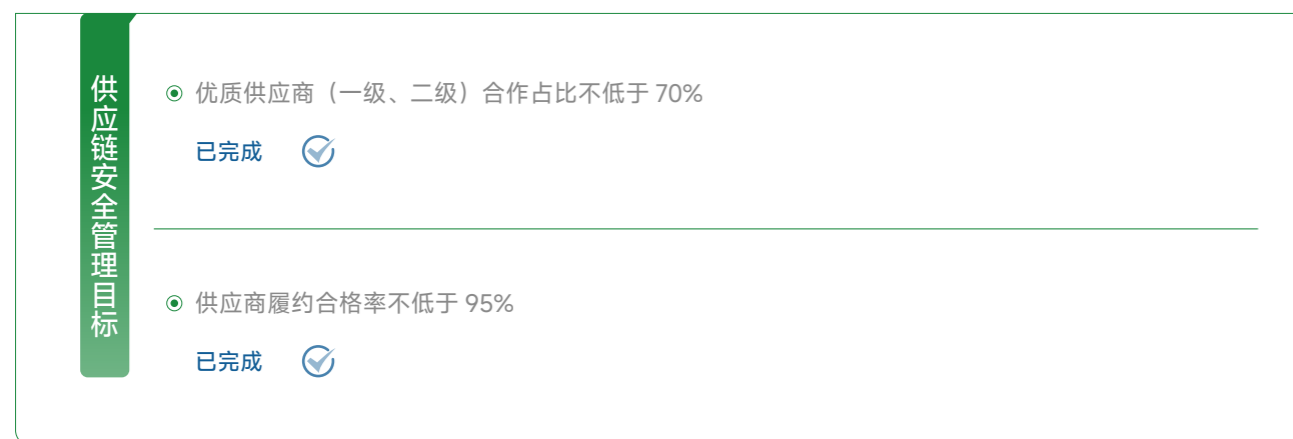 供应链安全管理目标
优质供应商（一级、二级）合作占比不低于 70%
已完成
供应商履约合格率不低于 95%
已完成